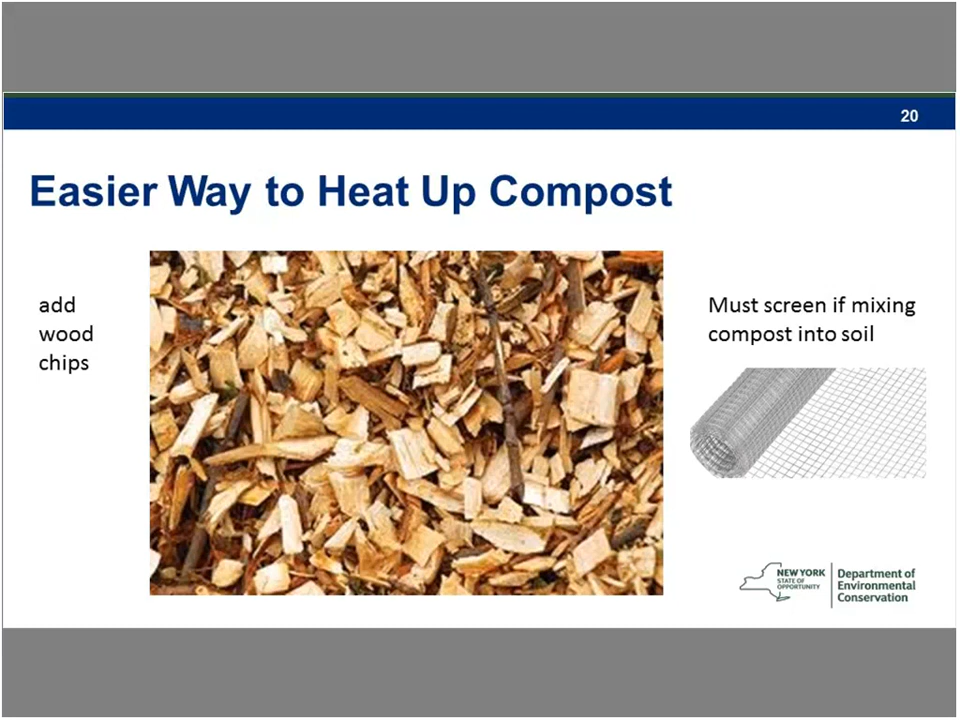 20
Easier Way to Heat Up Compost
add
wood
chips
Must screen if mixing
compost into soil
NEW YORK
STATE OF
OPPORTUNITY
Department of
Environmental
Conservation